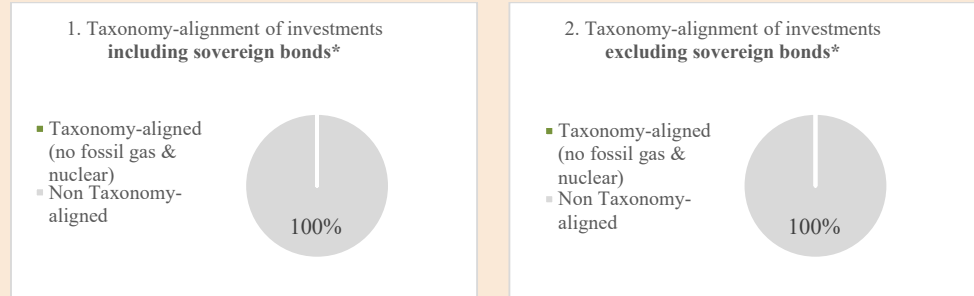 1. Taxonomy-alignment of investments
including sovereign bonds*
Taxonomy-aligned
(no fossil gas &
nuclear)
Non Taxonomy-
aligned
100%
2. Taxonomy-alignment of investments
excluding sovereign bonds*
Taxonomy-aligned
(no fossil gas &
nuclear)
Non Taxonomy-
aligned
100%